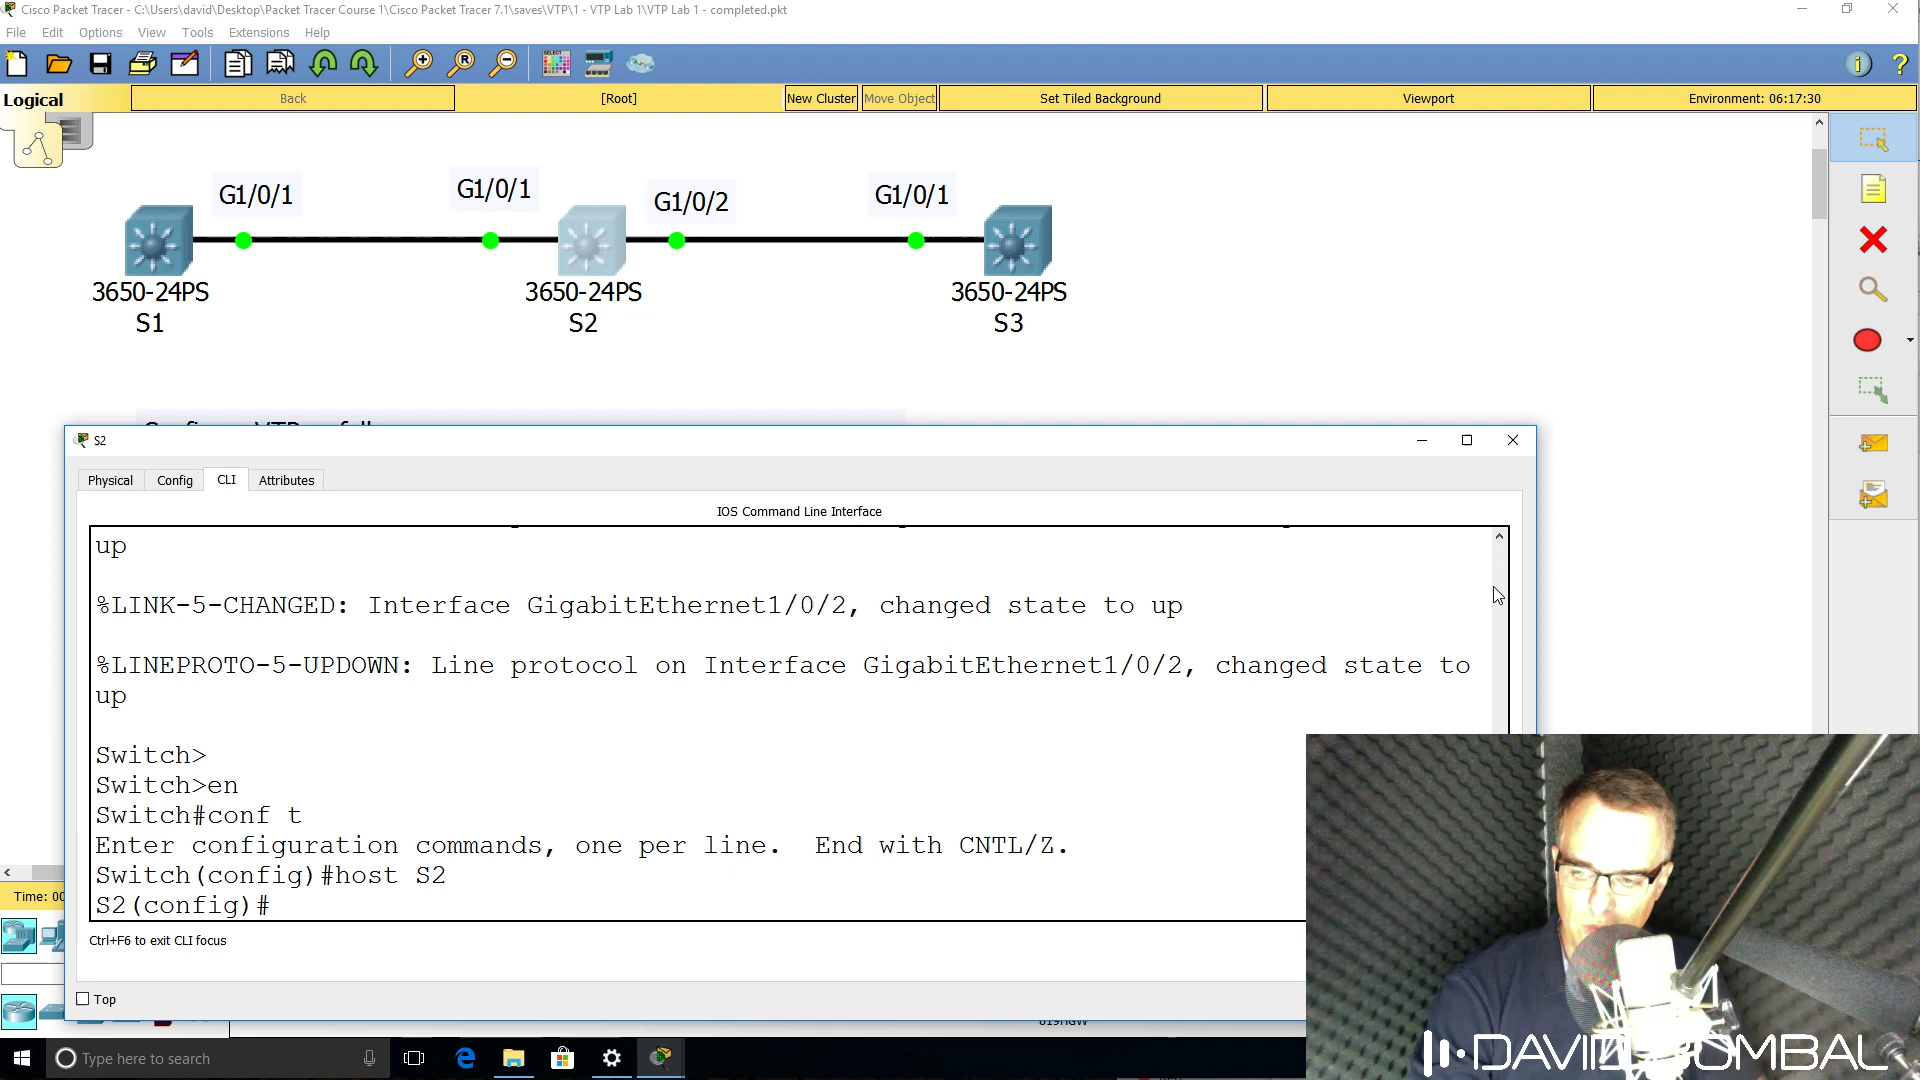 Cisco Packet Tracer - C:\Users\david\Desktop\Packet Tracer Course 1\Cisco Packet Tracer 7.1\saves\VTP\1 - VTP Lab 1\VTP Lab 1 - completed.pkt
File Edit Options View Tools Extensions Help
Logical Back [Root] New Cluster Move Object Set Tiled Background Viewport Environment: 06:17:30
G1/0/1 G1/0/1 G1/0/2 G1/0/1
3650-24PS 3650-24PS 3650-24PS
S1 S2 S3
S2
Physical Config CLI Attributes
IOS Command Line Interface
up
%LINK-5-CHANGED: Interface GigabitEthernet1/0/2, changed state to up
%LINEPROTO-5-UPDOWN: Line protocol on Interface GigabitEthernet1/0/2, changed state to
up
Switch>
Switch>en
Switch#conf t
Enter configuration commands, one per line.  End with CNTL/Z.
Switch(config)#host S2
S2(config)#
Time: 00
Ctrl+F6 to exit CLI focus
Top
Type here to search
DAVID BOMBAL